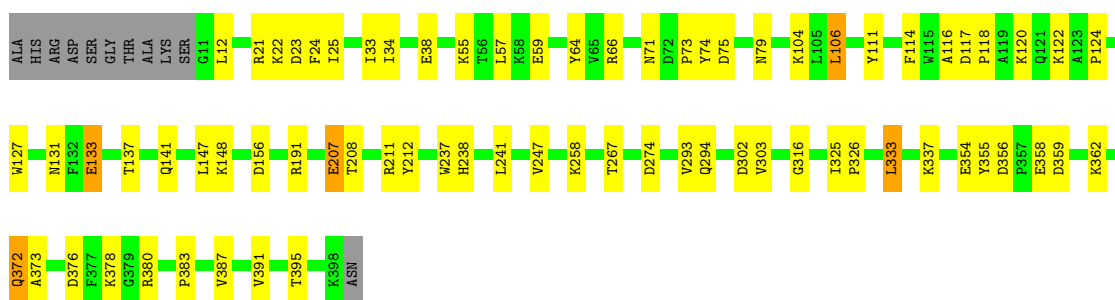 ALA HIS ARG ASP SER GLY THR ALA LYS SER G11 L12 R21 K22 D23 F24 I25 I33 I34 E38 K55 T56 L57 K58 E59 Y64 V65 R66 N71 D72 P73 Y74 D75 N79 K104 L105 L106 Y111 F114 W115 A116 D117 P118 A119 K120 Q121 K122 A123 P124
W127 N131 F132 E133 T137 Q141 L147 K148 D156 R191 E207 T208 R211 Y212 W237 H238 L241 V247 K258 T267 D274 V293 Q294 D302 V303 G316 I325 P326 L333 K337 E354 Y355 D356 P357 E358 D359 K362
Q372 A373 D376 F377 K378 G379 R380 P383 V387 V391 T395 K398 ASN